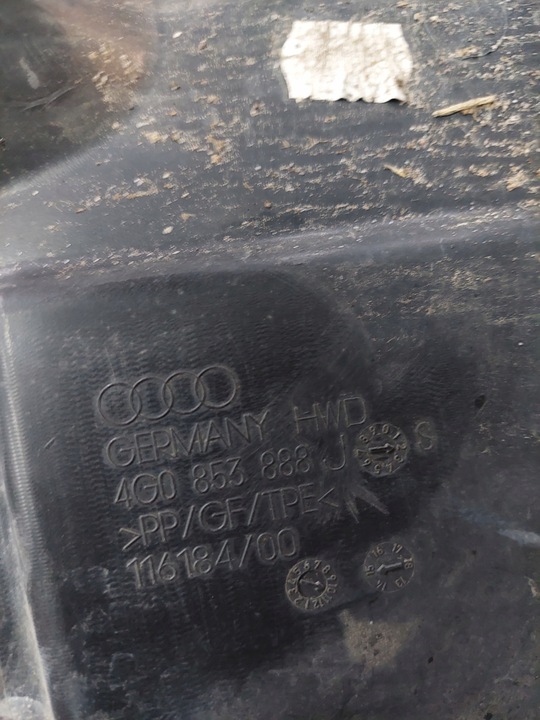 GERMANY HWD
4G0 853 888 J S
>PP/GF/TPE<
116184/00